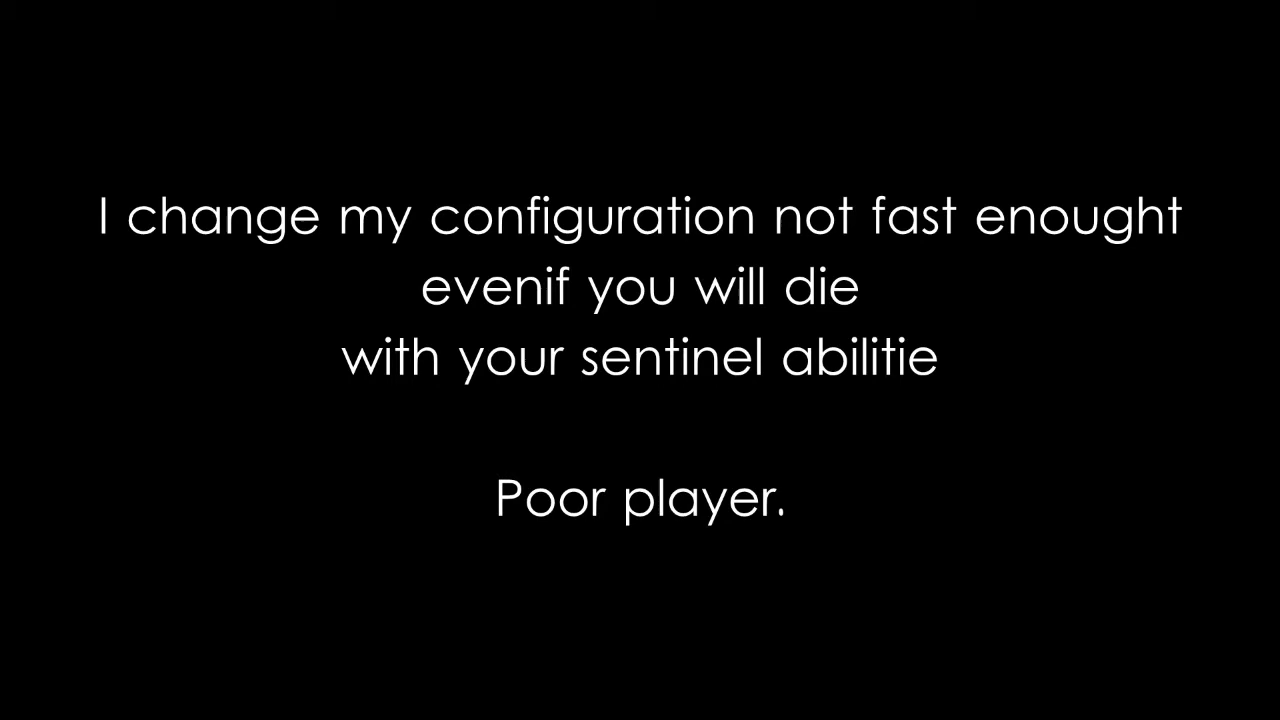 I change my configuration not fast enought
evenif you will die
with your sentinel abilitie
Poor player.